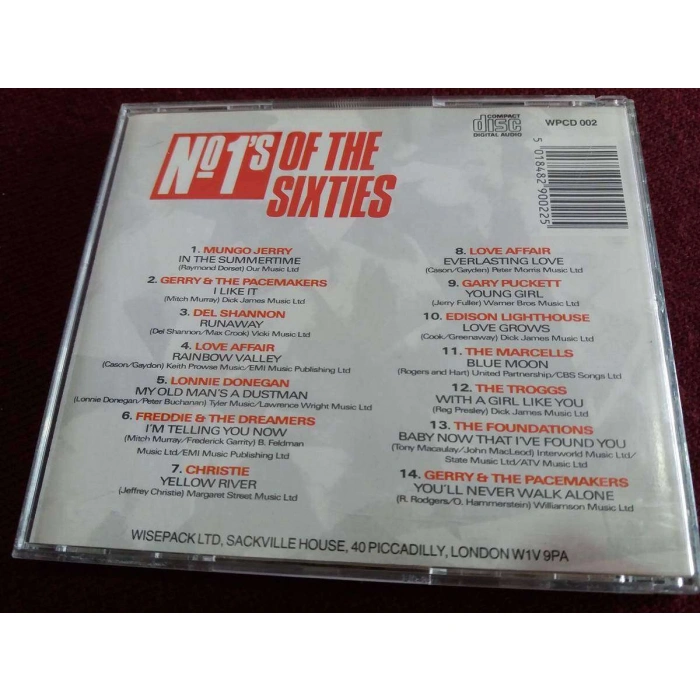 No1'S OF THE
SIXTIES
COMPACT
disc
DIGITAL AUDIO
WPCD 002
5 018482 900225
1. MUNGO JERRY
IN THE SUMMERTIME
(Raymond Dorset) Our Music Ltd
2. GERRY & THE PACEMAKERS
I LIKE IT
(Mitch Murray) Dick James Music Ltd
3. DEL SHANNON
RUNAWAY
(Del Shannon/Max Crook) Vicki Music Ltd
4. LOVE AFFAIR
RAINBOW VALLEY
(Cason/Gaydon) Keith Prowse Music/EMI Music Publishing Ltd
5. LONNIE DONEGAN
MY OLD MAN'S A DUSTMAN
(Lonnie Donegan/Peter Buchanan) Tyler Music/Lawrence Wright Music Ltd
6. FREDDIE & THE DREAMERS
I'M TELLING YOU NOW
(Mitch Murray/Frederick Garrity) B. Feldman
Music Ltd/EMI Music Publishing Ltd
7. CHRISTIE
YELLOW RIVER
(Jeffrey Christie) Margaret Street Music Ltd
8. LOVE AFFAIR
EVERLASTING LOVE
(Cason/Gayden) Peter Morris Music Ltd
9. GARY PUCKETT
YOUNG GIRL
(Jerry Fuller) Warner Bros Music Ltd
10. EDISON LIGHTHOUSE
LOVE GROWS
(Cook/Greenaway) Dick James Music Ltd
11. THE MARCELLS
BLUE MOON
(Rogers and Hart) United Partnership/CBS Songs Ltd
12. THE TROGGS
WITH A GIRL LIKE YOU
(Reg Presley) Dick James Music Ltd
13. THE FOUNDATIONS
BABY NOW THAT I'VE FOUND YOU
(Tony Macaulay/John MacLeod) Interworld Music Ltd/
State Music Ltd/ATV Music Ltd
14. GERRY & THE PACEMAKERS
YOU'LL NEVER WALK ALONE
(R. Rodgers/O. Hammerstein) Williamson Music Ltd
WISEPACK LTD, SACKVILLE HOUSE, 40 PICCADILLY, LONDON W1V 9PA